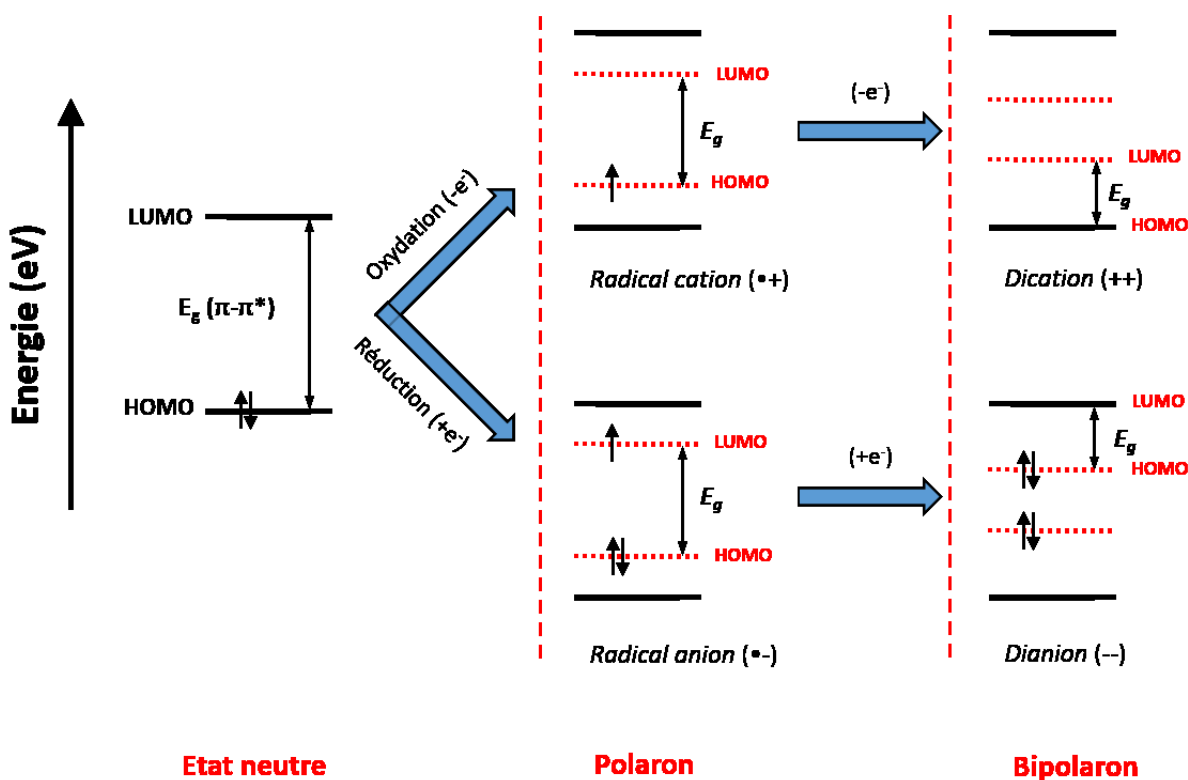 Energie (eV)
LUMO
E g (π-π*)
HOMO
Oxydation (-e-)
Réduction (+e-)
LUMO
Eg
HOMO
Radical cation (•+)
(-e-)
LUMO
Eg
HOMO
Dication (++)
LUMO
Eg
HOMO
Radical anion (•-)
(+e-)
LUMO
Eg
HOMO
Dianion (--)
Etat neutre
Polaron
Bipolaron